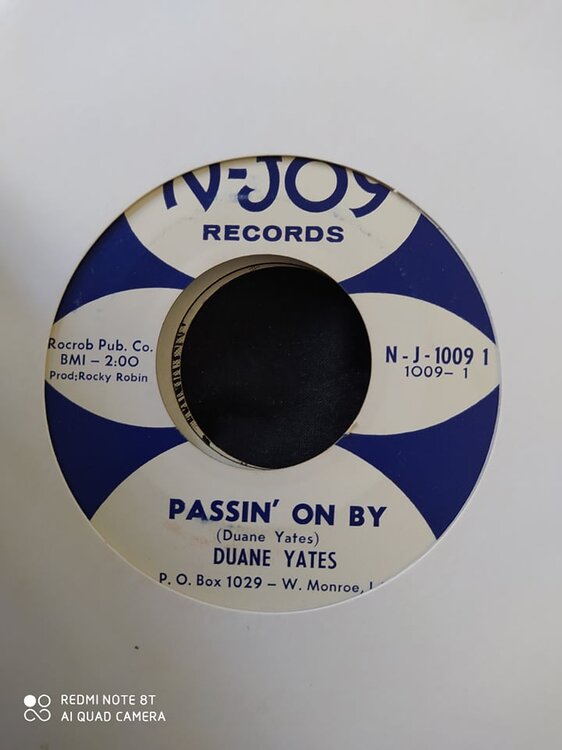 N-JOY
RECORDS
Rocrob Pub. Co.
BMI – 2:00
Prod:Rocky Robin
N-J-1009 1
1009– 1
PASSIN' ON BY
(Duane Yates)
DUANE YATES
P. O. Box 1029 – W. Monroe,
REDMI NOTE 8T
AI QUAD CAMERA